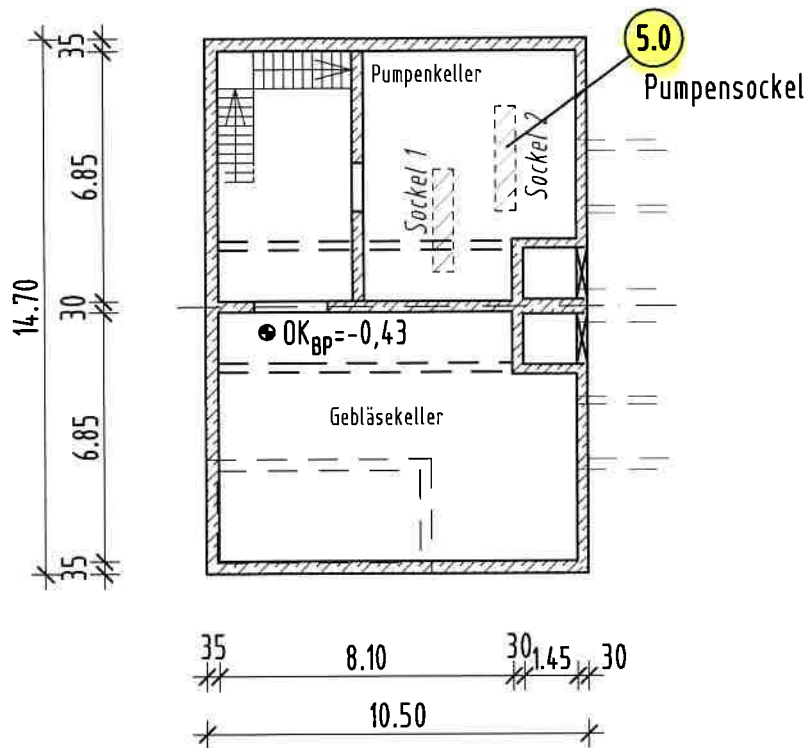 5.0
Pumpensockel
Pumpenkeller
Sockel 1
Sockel 2
OKBP=-0,43
Gebläsekeller
14.70
35
6.85
30
6.85
35
35
8.10
30
1.45
30
10.50